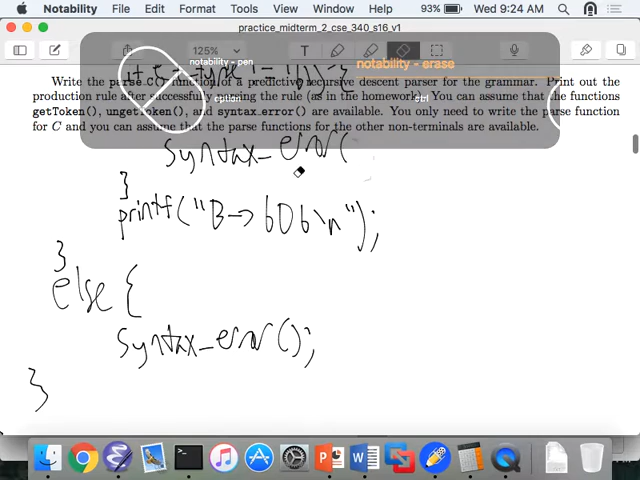 Notability File Edit Tools View Window Help 93% Wed 9:24 AM
practice_midterm_2_cse_340_s16_v1
125%
notability - pen
notability - erase
option
ctrl
Write the parse_C() function of a predictive recursive descent parser for the grammar. Print out the
production rule after successfully parsing the rule (as in the homework). You can assume that the functions
getToken(), ungetToken(), and syntax_error() are available. You only need to write the parse function
for C and you can assume that the parse functions for the other non-terminals are available.
syntax_error(
}
printf("B→bDb\n");
}
else {
syntax_error();
}